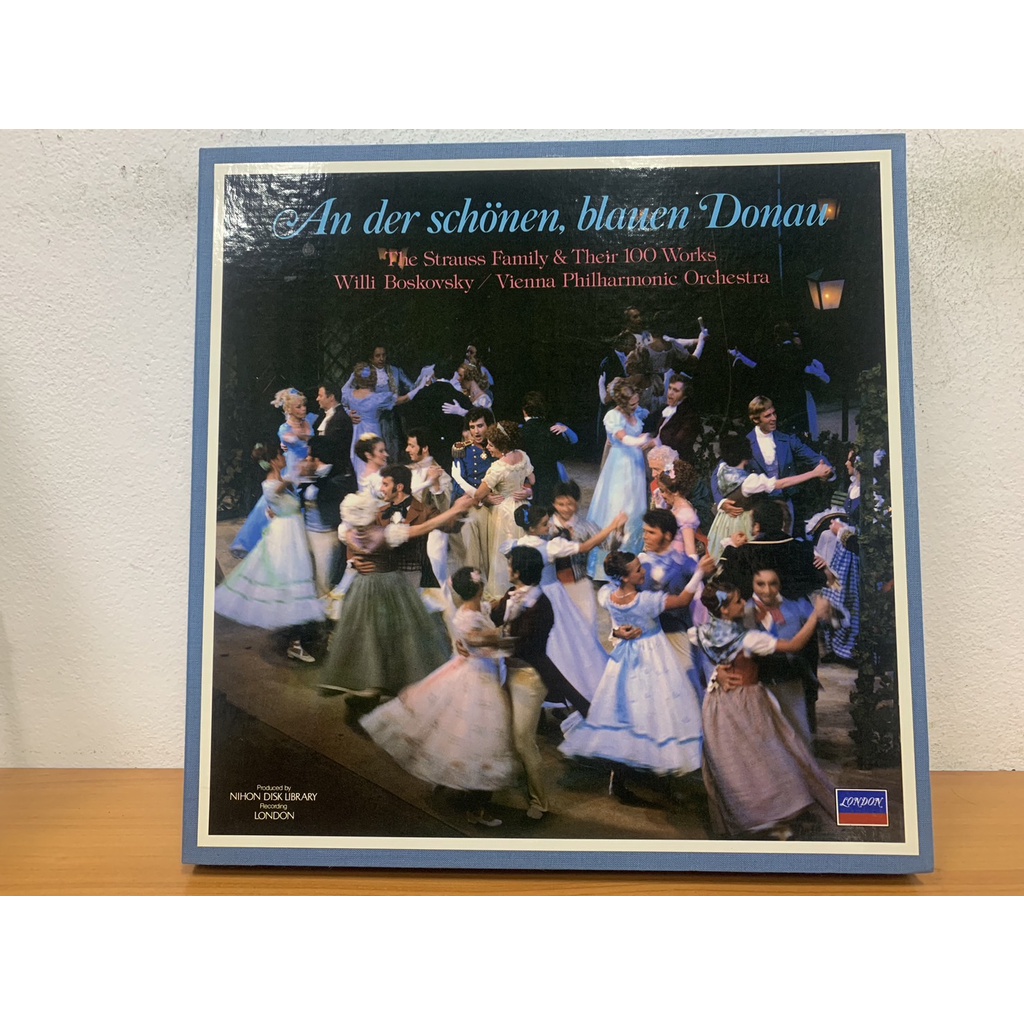 An der schönen, blauen Donau
The Strauss Family & Their 100 Works
Willi Boskovsky / Vienna Philharmonic Orchestra
Produced by
NIHON DISK LIBRARY
Recording
LONDON
LONDON